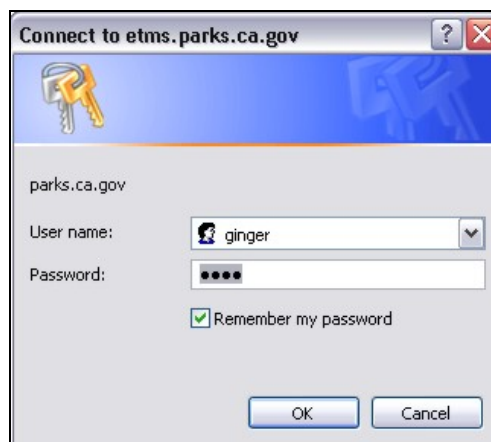 Connect to etms.parks.ca.gov
parks.ca.gov
User name: ginger
Password: ••••
Remember my password
OK Cancel